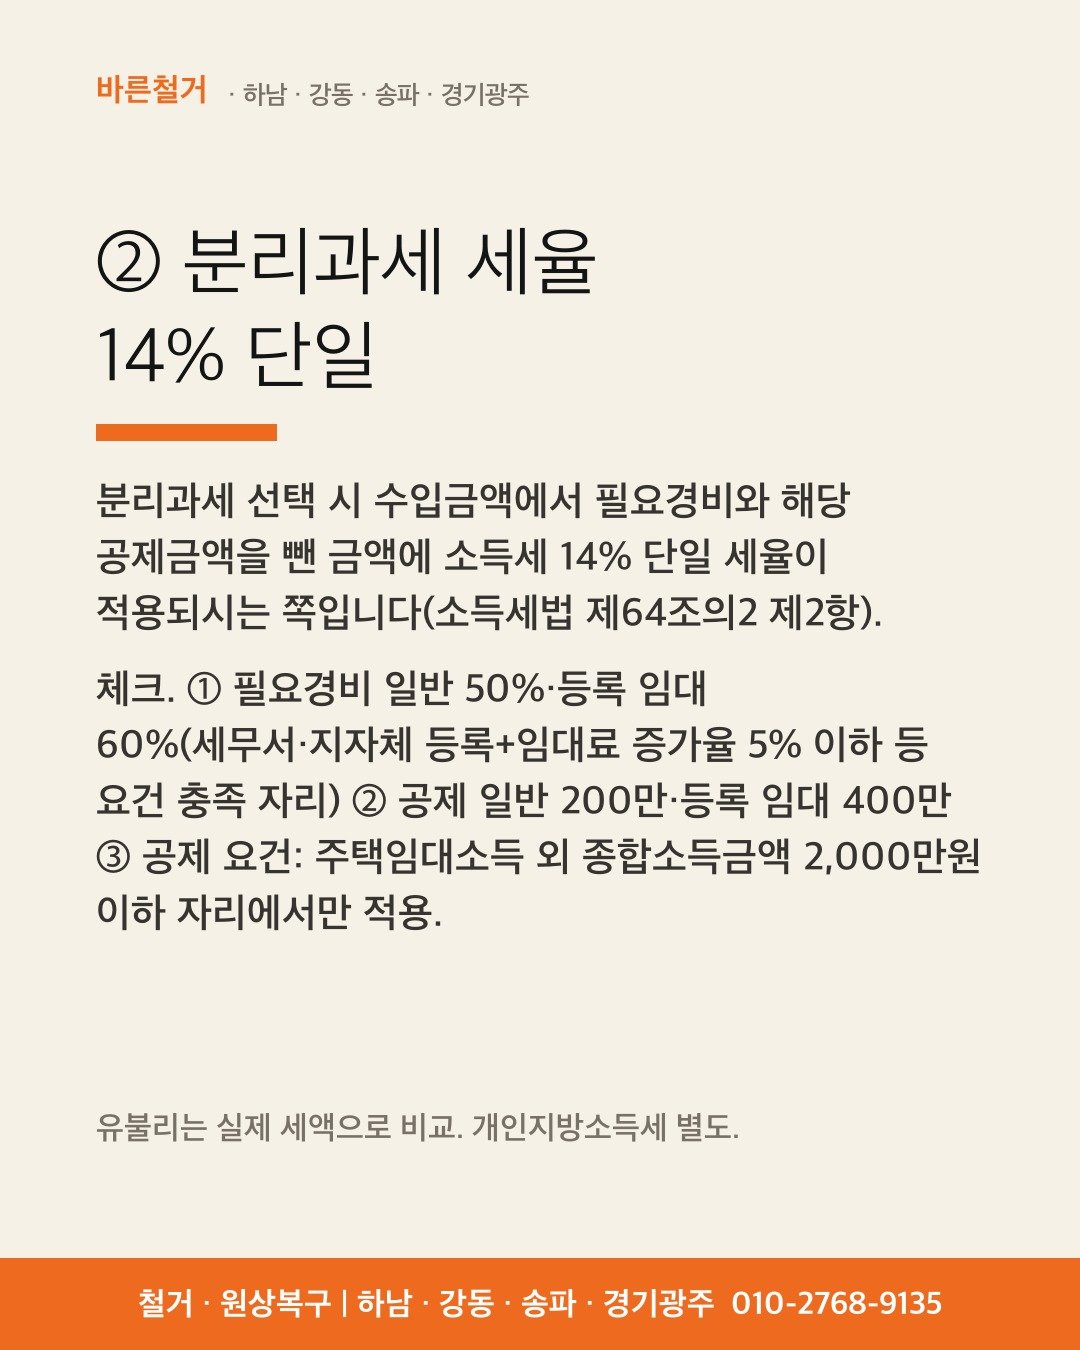 바른철거 · 하남 · 강동 · 송파 · 경기광주
② 분리과세 세율
14% 단일
분리과세 선택 시 수입금액에서 필요경비와 해당
공제금액을 뺀 금액에 소득세 14% 단일 세율이
적용되시는 쪽입니다(소득세법 제64조의2 제2항).
체크. ① 필요경비 일반 50%·등록 임대
60%(세무서·지자체 등록+임대료 증가율 5% 이하 등
요건 충족 자리) ② 공제 일반 200만·등록 임대 400만
③ 공제 요건: 주택임대소득 외 종합소득금액 2,000만원
이하 자리에서만 적용.
유불리는 실제 세액으로 비교. 개인지방소득세 별도.
철거 · 원상복구 | 하남 · 강동 · 송파 · 경기광주 010-2768-9135